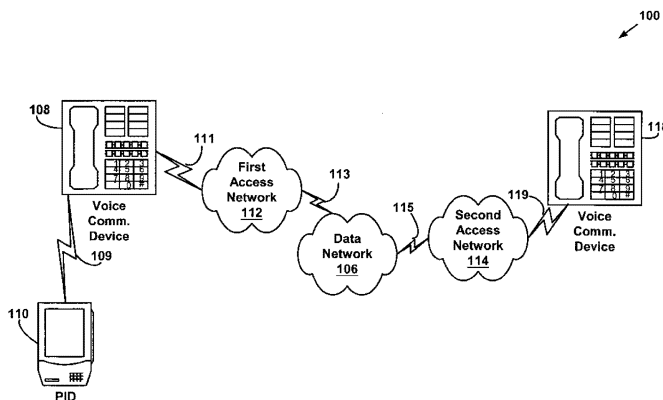 100
108
111
First
Access
Network
112
113
Data
Network
106
115
Second
Access
Network
114
119
118
1 2 3
4 5 6
7 8 9
0 #
Voice
Comm.
Device
1 2 3
4 5 6
7 8 9
0 #
Voice
Comm.
Device
109
110
PID